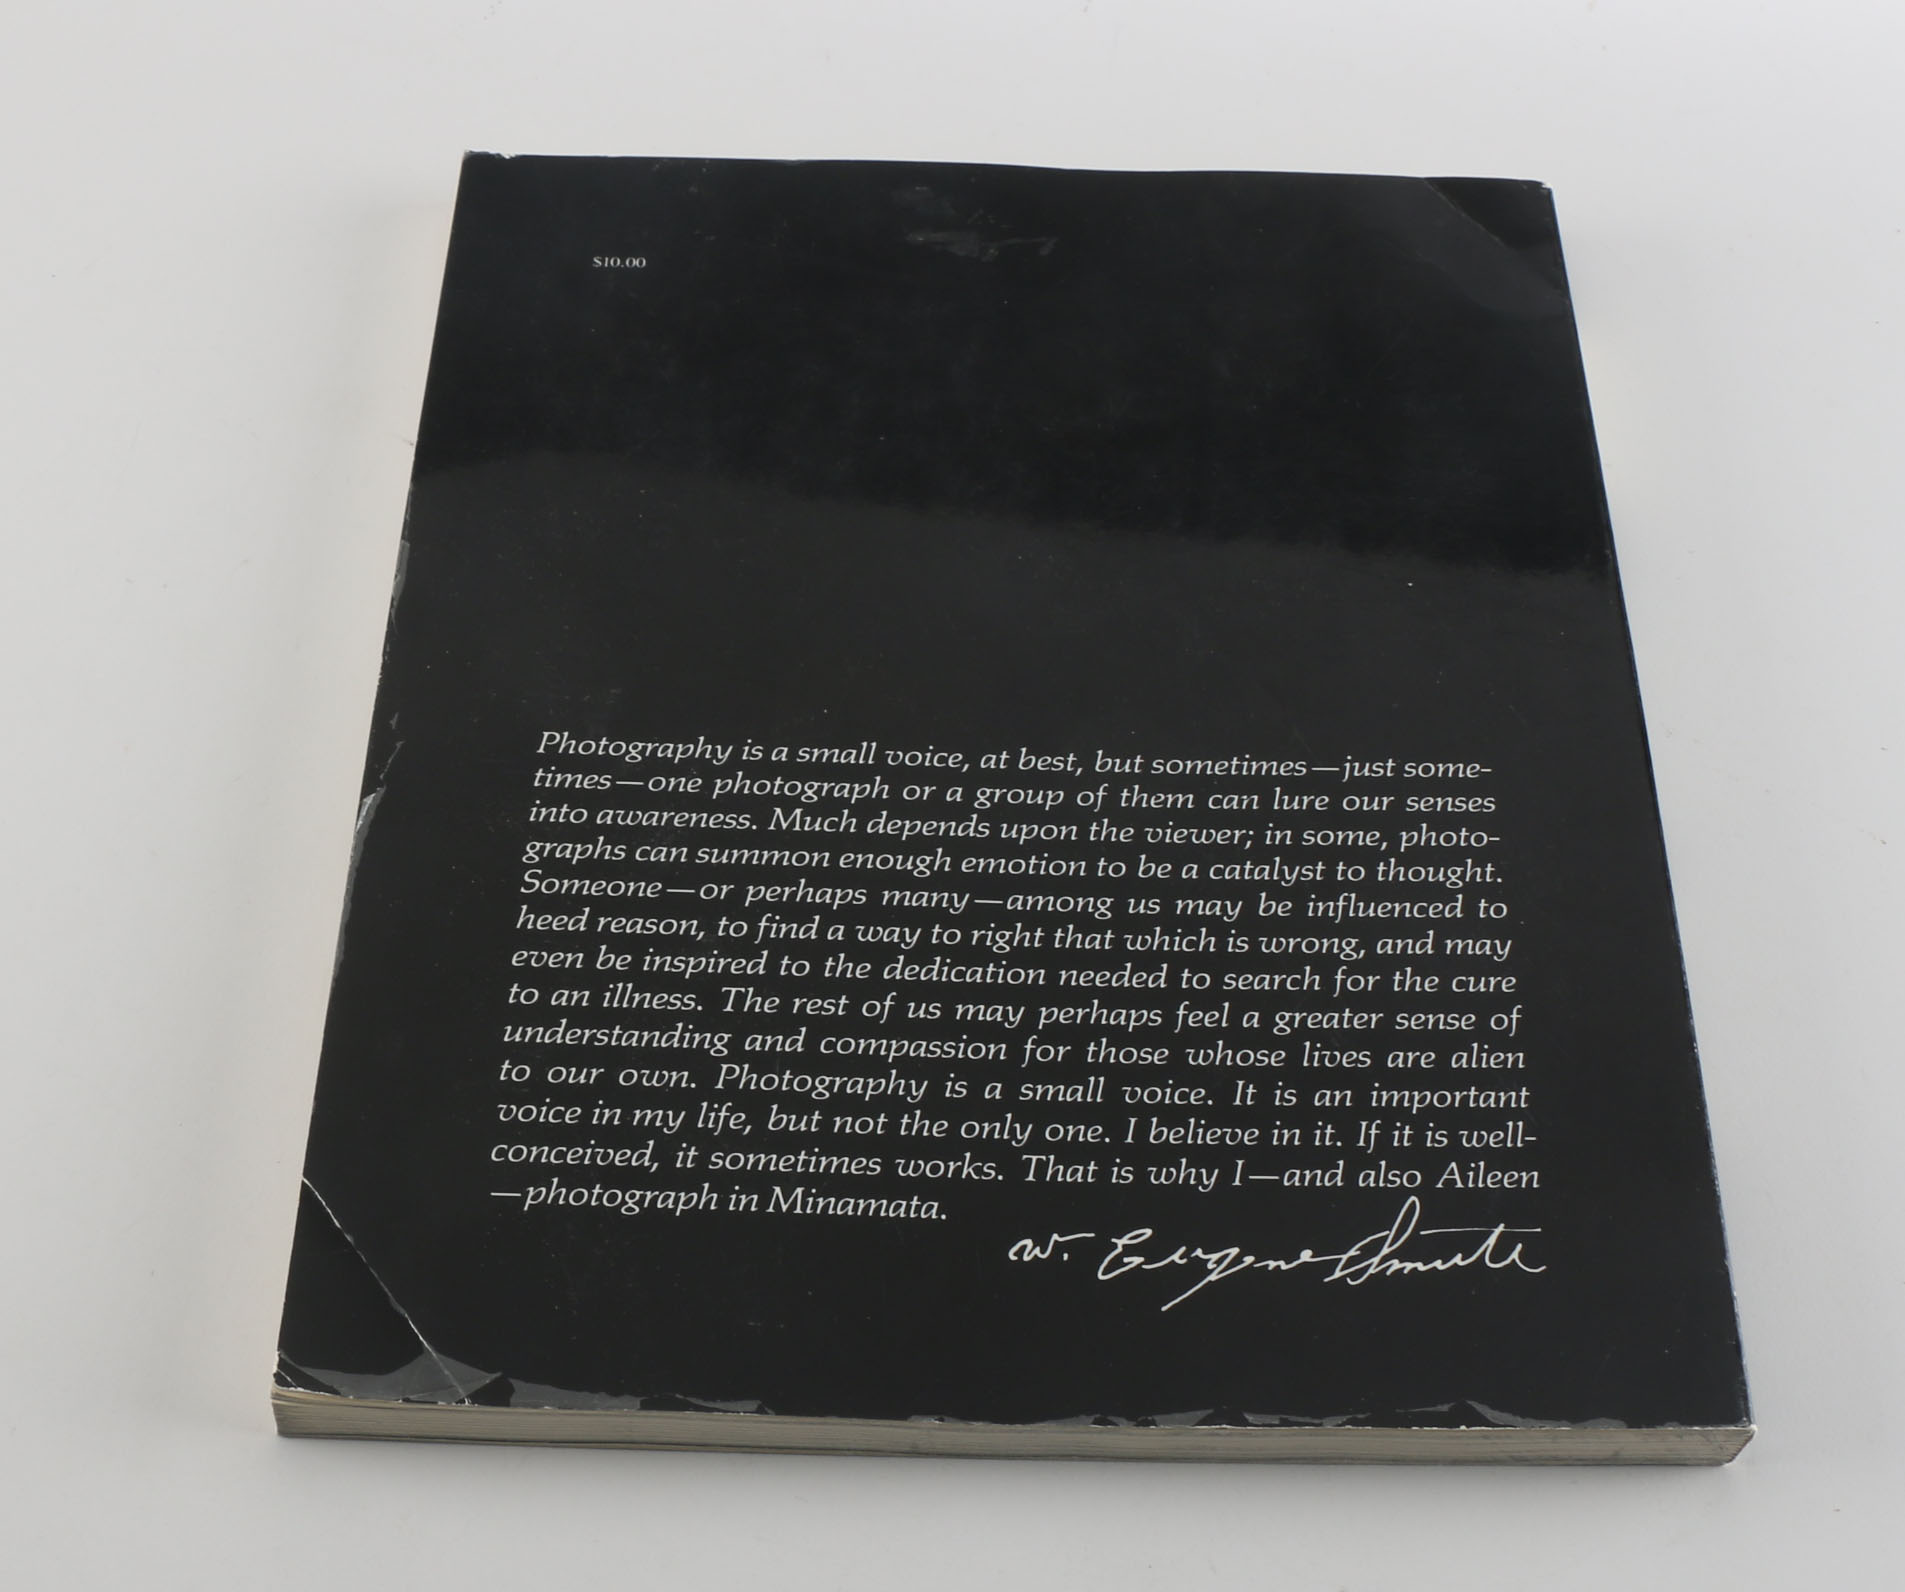 $10.00
Photography is a small voice, at best, but sometimes—just some-
times—one photograph or a group of them can lure our senses
into awareness. Much depends upon the viewer; in some, photo-
graphs can summon enough emotion to be a catalyst to thought.
Someone—or perhaps many—among us may be influenced to
heed reason, to find a way to right that which is wrong, and may
even be inspired to the dedication needed to search for the cure
to an illness. The rest of us may perhaps feel a greater sense of
understanding and compassion for those whose lives are alien
to our own. Photography is a small voice. It is an important
voice in my life, but not the only one. I believe in it. If it is well-
conceived, it sometimes works. That is why I—and also Aileen
—photograph in Minamata.
W. Eugene Smith